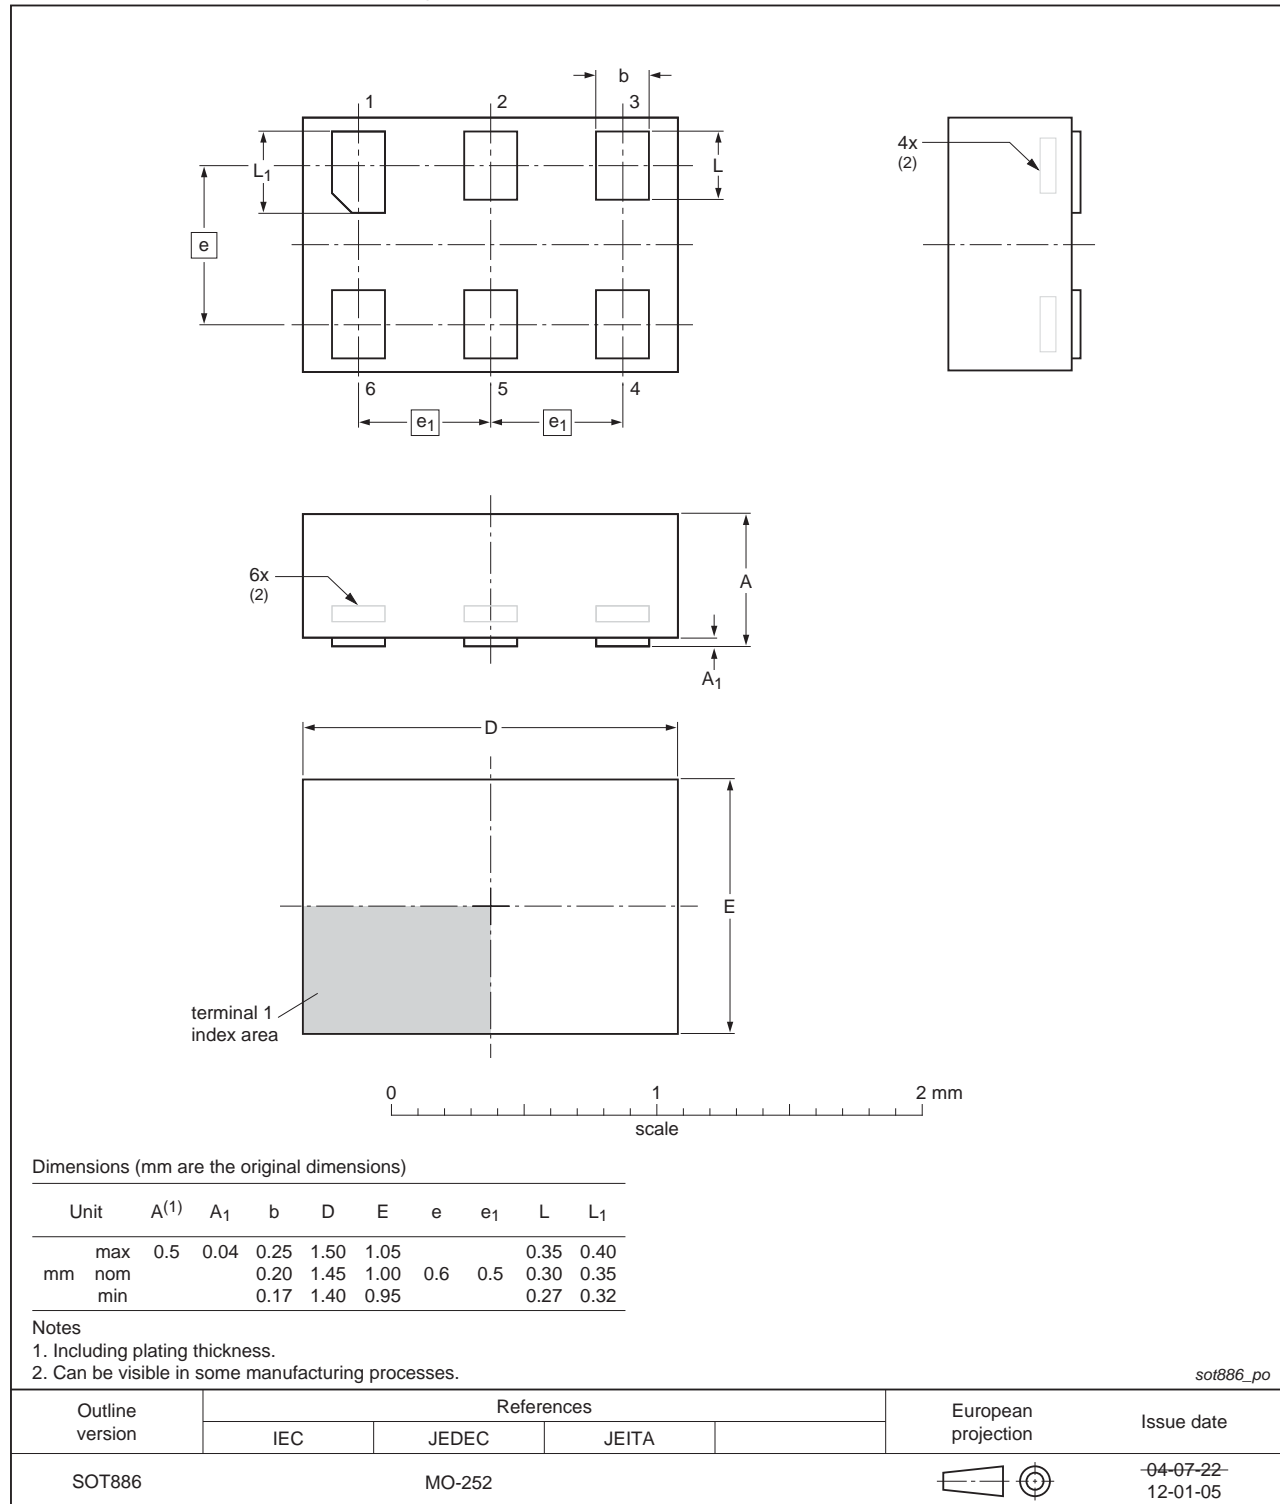 b
1 2 3
L1
L
e
4x
(2)
6 5 4
e1 e1
6x
(2)
A
A1
D
E
terminal 1
index area
0 1 2 mm
scale
Dimensions (mm are the original dimensions)
Unit A(1) A1 b D E e e1 L L1
max 0.5 0.04 0.25 1.50 1.05 0.35 0.40
mm nom 0.20 1.45 1.00 0.6 0.5 0.30 0.35
min 0.17 1.40 0.95 0.27 0.32
Notes
1. Including plating thickness.
2. Can be visible in some manufacturing processes.
sot886_po
Outline version References European projection Issue date
IEC JEDEC JEITA
SOT886 MO-252 04-07-22
12-01-05